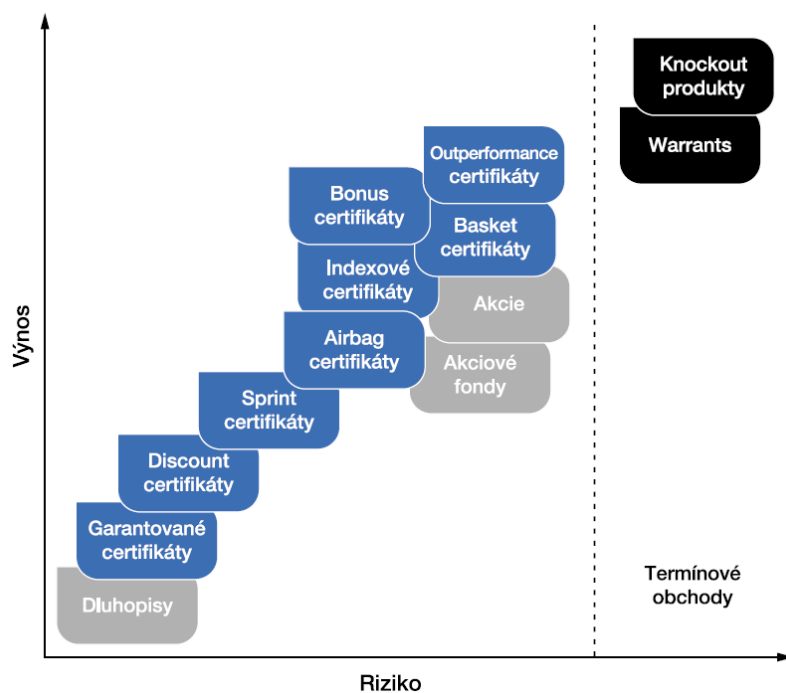 Knockout
produkty
Warrants
Outperformance
certifikáty
Bonus
certifikáty
Basket
certifikáty
Indexové
certifikáty
Akcie
Airbag
certifikáty
Akciové
fondy
Sprint
certifikáty
Discount
certifikáty
Garantované
certifikáty
Dluhopisy
Termínové
obchody
Výnos
Riziko